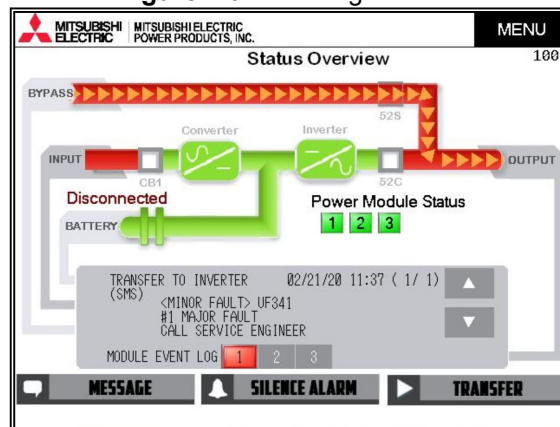 MITSUBISHI ELECTRIC
MITSUBISHI ELECTRIC POWER PRODUCTS, INC.
MENU
Status Overview
100
BYPASS
52S
Converter
Inverter
INPUT
OUTPUT
CB1
52C
Disconnected
Power Module Status
BATTERY
1 2 3
TRANSFER TO INVERTER 02/21/20 11:37 ( 1/ 1)
(SMS)
<MINOR FAULT> UF341
#1 MAJOR FAULT
CALL SERVICE ENGINEER
MODULE EVENT LOG 1 2 3
MESSAGE
SILENCE ALARM
TRANSFER